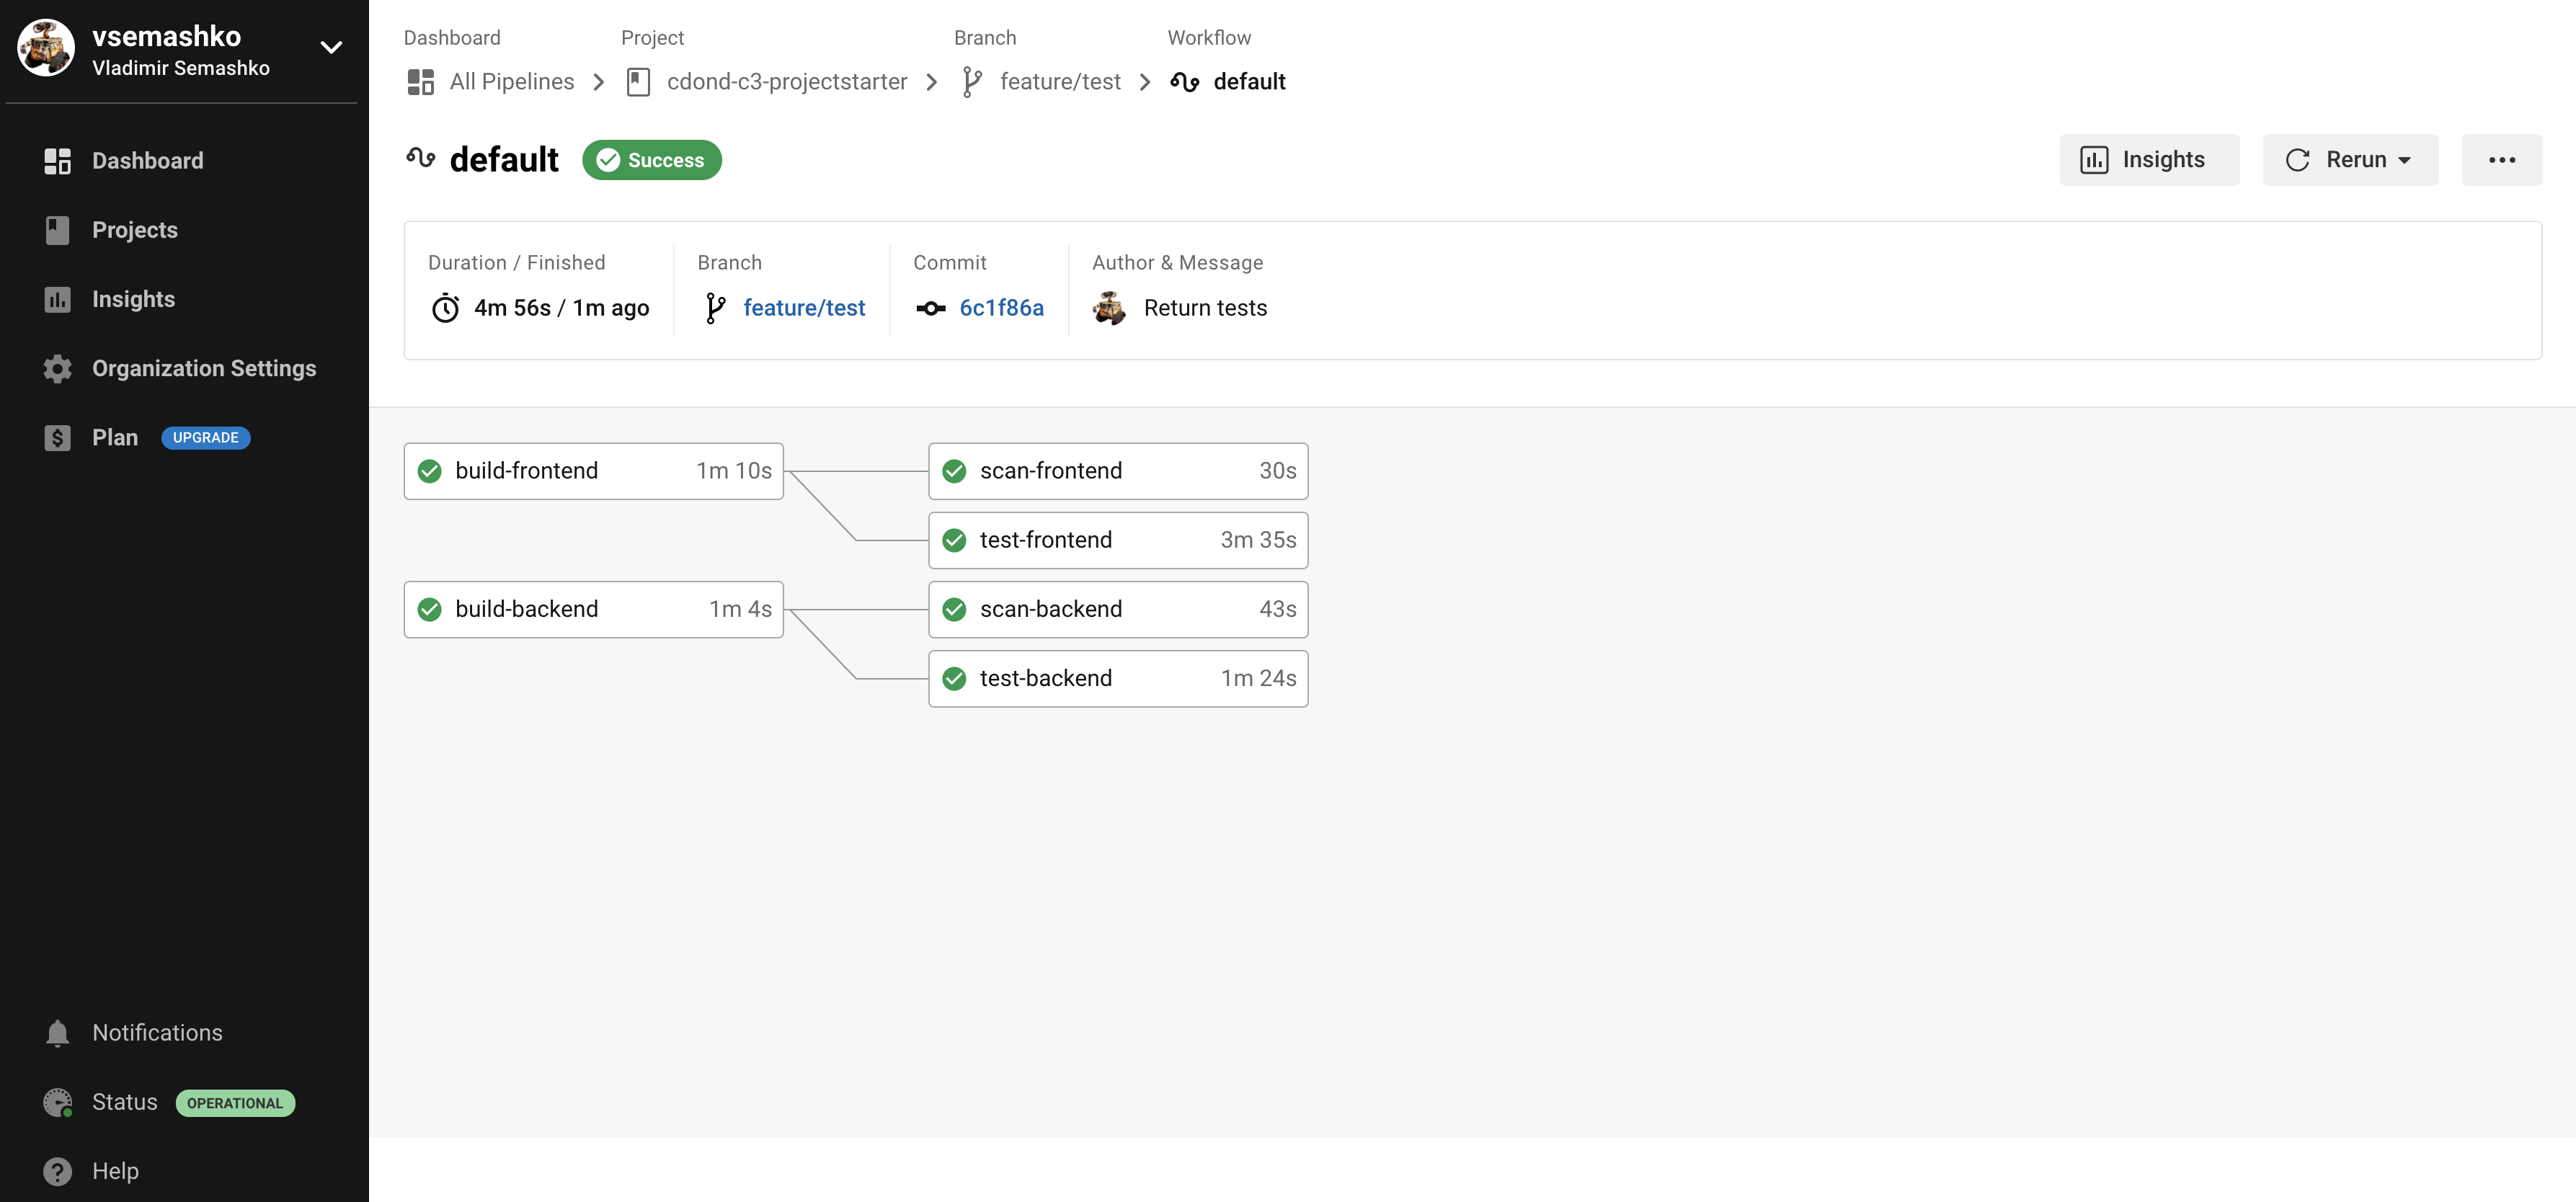 vsemashko
Vladimir Semashko
Dashboard
Projects
Insights
Organization Settings
Plan UPGRADE
Notifications
Status OPERATIONAL
Help
Dashboard Project Branch Workflow
All Pipelines cdond-c3-projectstarter feature/test default
default Success
Insights Rerun
Duration / Finished Branch Commit Author & Message
4m 56s / 1m ago feature/test 6c1f86a Return tests
build-frontend 1m 10s scan-frontend 30s
test-frontend 3m 35s
build-backend 1m 4s scan-backend 43s
test-backend 1m 24s